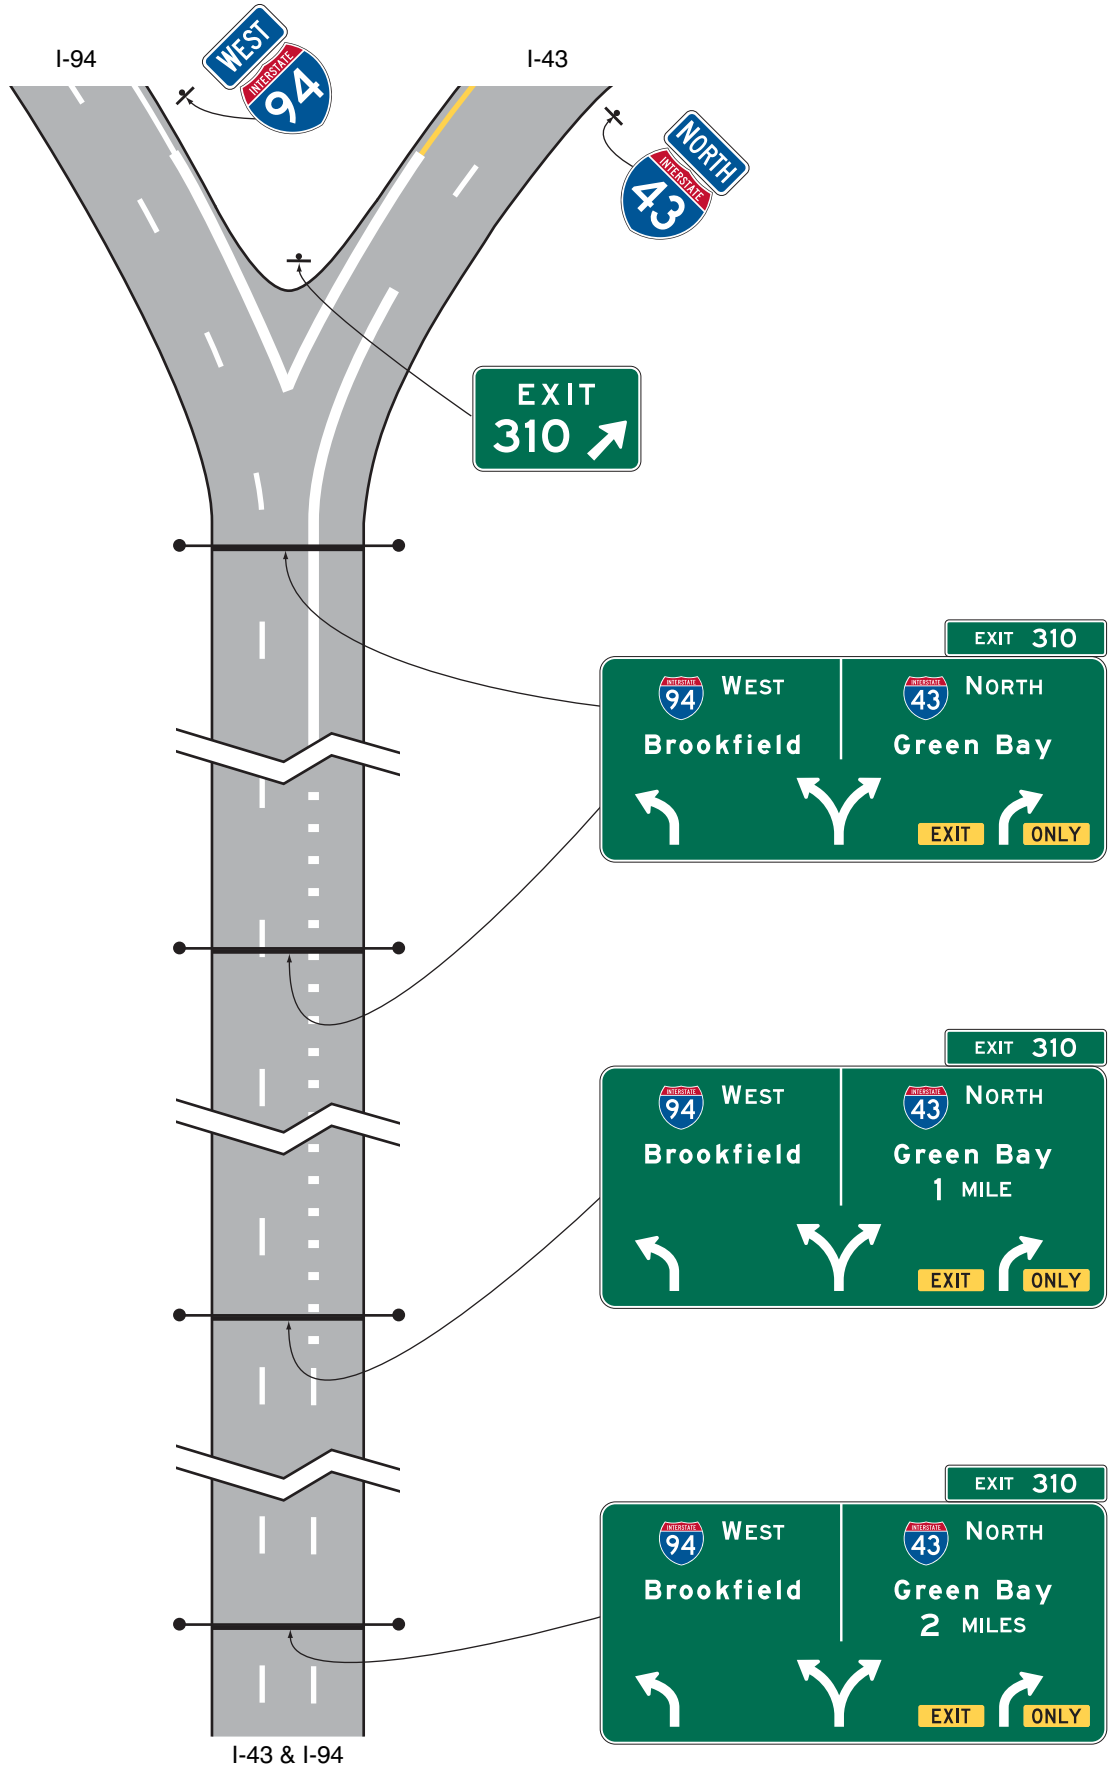 I-94
WEST
INTERSTATE
94
I-43
NORTH
INTERSTATE
43
EXIT
310
EXIT 310
INTERSTATE
94
WEST
Brookfield
INTERSTATE
43
NORTH
Green Bay
EXIT ONLY
EXIT 310
INTERSTATE
94
WEST
Brookfield
INTERSTATE
43
NORTH
Green Bay
1 MILE
EXIT ONLY
EXIT 310
INTERSTATE
94
WEST
Brookfield
INTERSTATE
43
NORTH
Green Bay
2 MILES
EXIT ONLY
I-43 & I-94